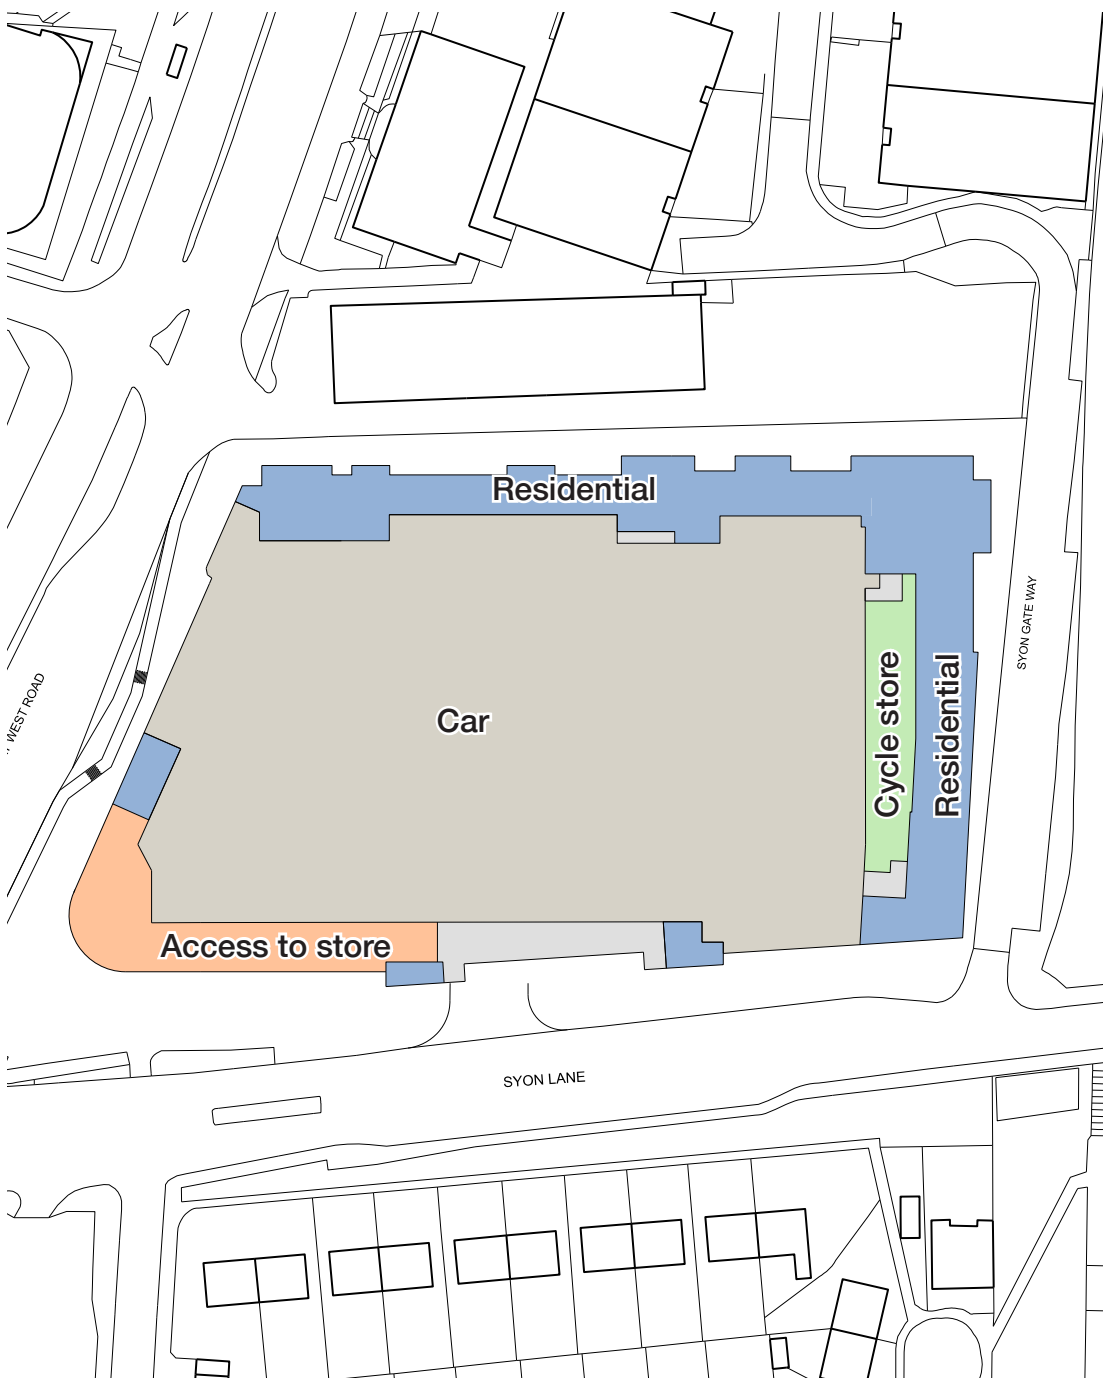 Residential
SYON GATE WAY
Cycle store
Residential
WEST ROAD
Car
Access to store
SYON LANE